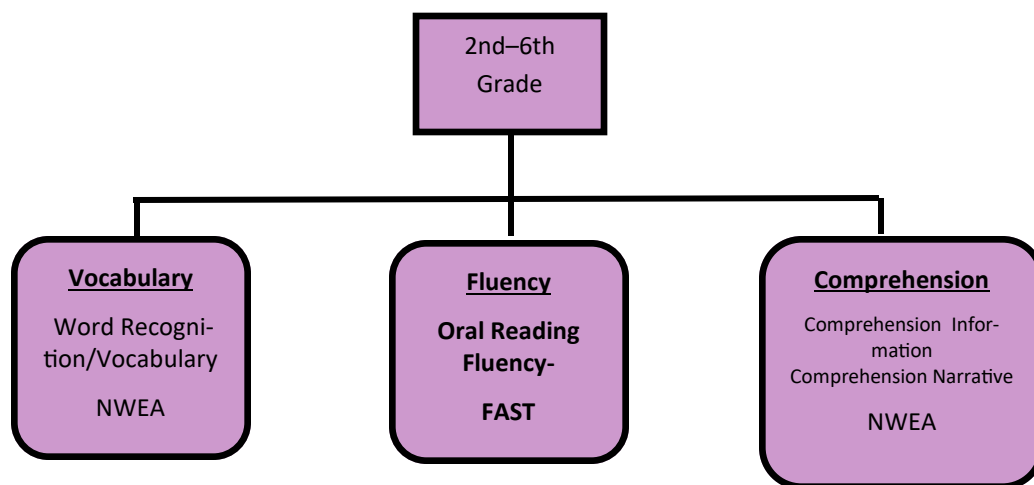 2nd–6th
Grade
Vocabulary
Word Recogni-
tion/Vocabulary
NWEA
Fluency
Oral Reading
Fluency-
FAST
Comprehension
Comprehension Infor-
mation
Comprehension Narrative
NWEA